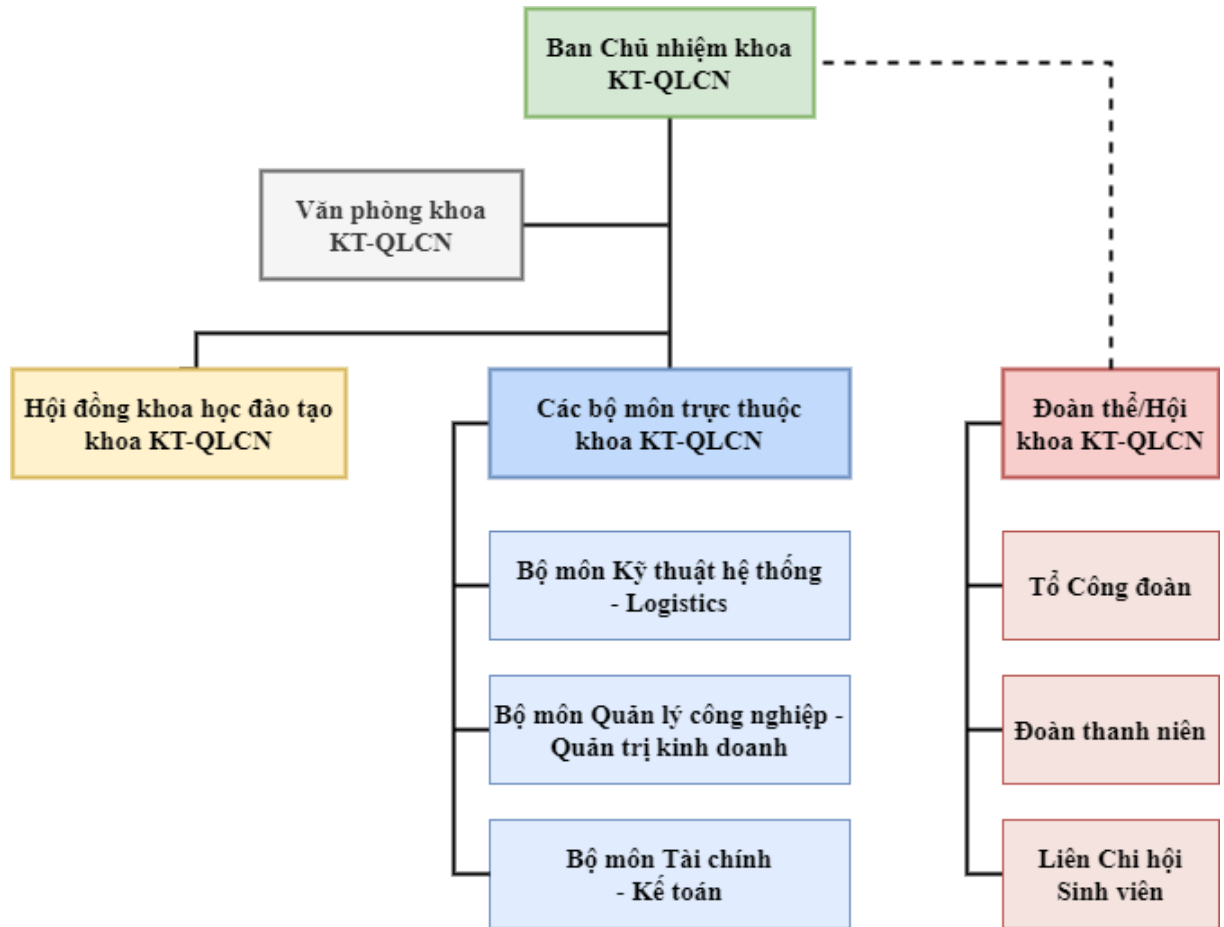 Ban Chủ nhiệm khoa
KT-QLCN
Văn phòng khoa
KT-QLCN
Hội đồng khoa học đào tạo
khoa KT-QLCN
Các bộ môn trực thuộc
khoa KT-QLCN
Đoàn thể/Hội
khoa KT-QLCN
Bộ môn Kỹ thuật hệ thống
- Logistics
Tổ Công đoàn
Bộ môn Quản lý công nghiệp -
Quản trị kinh doanh
Đoàn thanh niên
Bộ môn Tài chính
- Kế toán
Liên Chi hội
Sinh viên